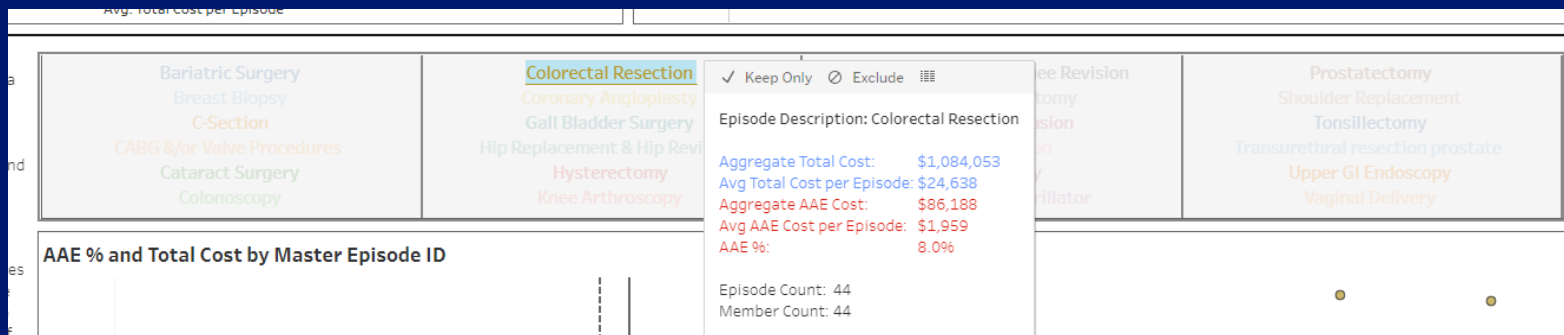 Avg. Total Cost per Episode
a
Bariatric Surgery
Breast Biopsy
C-Section
CABG &/or Valve Procedures
Cataract Surgery
Colonoscopy
Colorectal Resection
Coronary Angioplasty
Gall Bladder Surgery
Hip Replacement & Hip Revi
Hysterectomy
Knee Arthroscopy
ee Revision
tomy
usion
on
y
rillator
Prostatectomy
Shoulder Replacement
Tonsillectomy
Transurethral resection prostate
Upper GI Endoscopy
Vaginal Delivery
nd
Keep Only Exclude
Episode Description: Colorectal Resection
Aggregate Total Cost: $1,084,053
Avg Total Cost per Episode: $24,638
Aggregate AAE Cost: $86,188
Avg AAE Cost per Episode: $1,959
AAE %: 8.0%
Episode Count: 44
Member Count: 44
AAE % and Total Cost by Master Episode ID
es